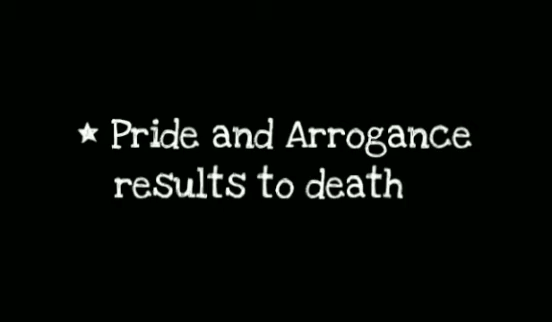 ★ Pride and Arrogance
results to death